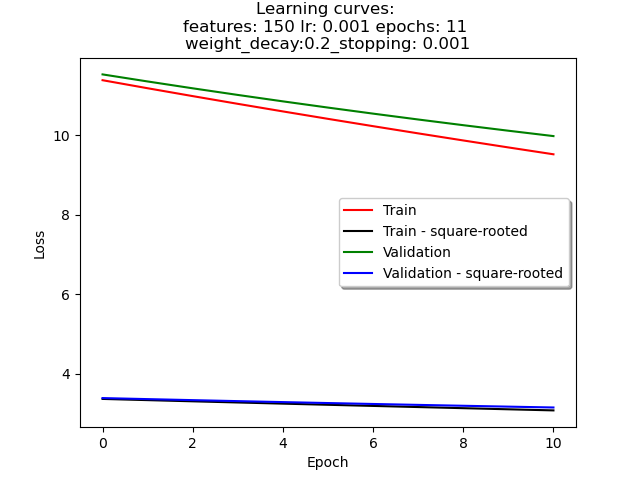 Learning curves:
features: 150 lr: 0.001 epochs: 11
weight_decay:0.2_stopping: 0.001
10
8
6
4
Loss
Train
Train - square-rooted
Validation
Validation - square-rooted
0 2 4 6 8 10
Epoch